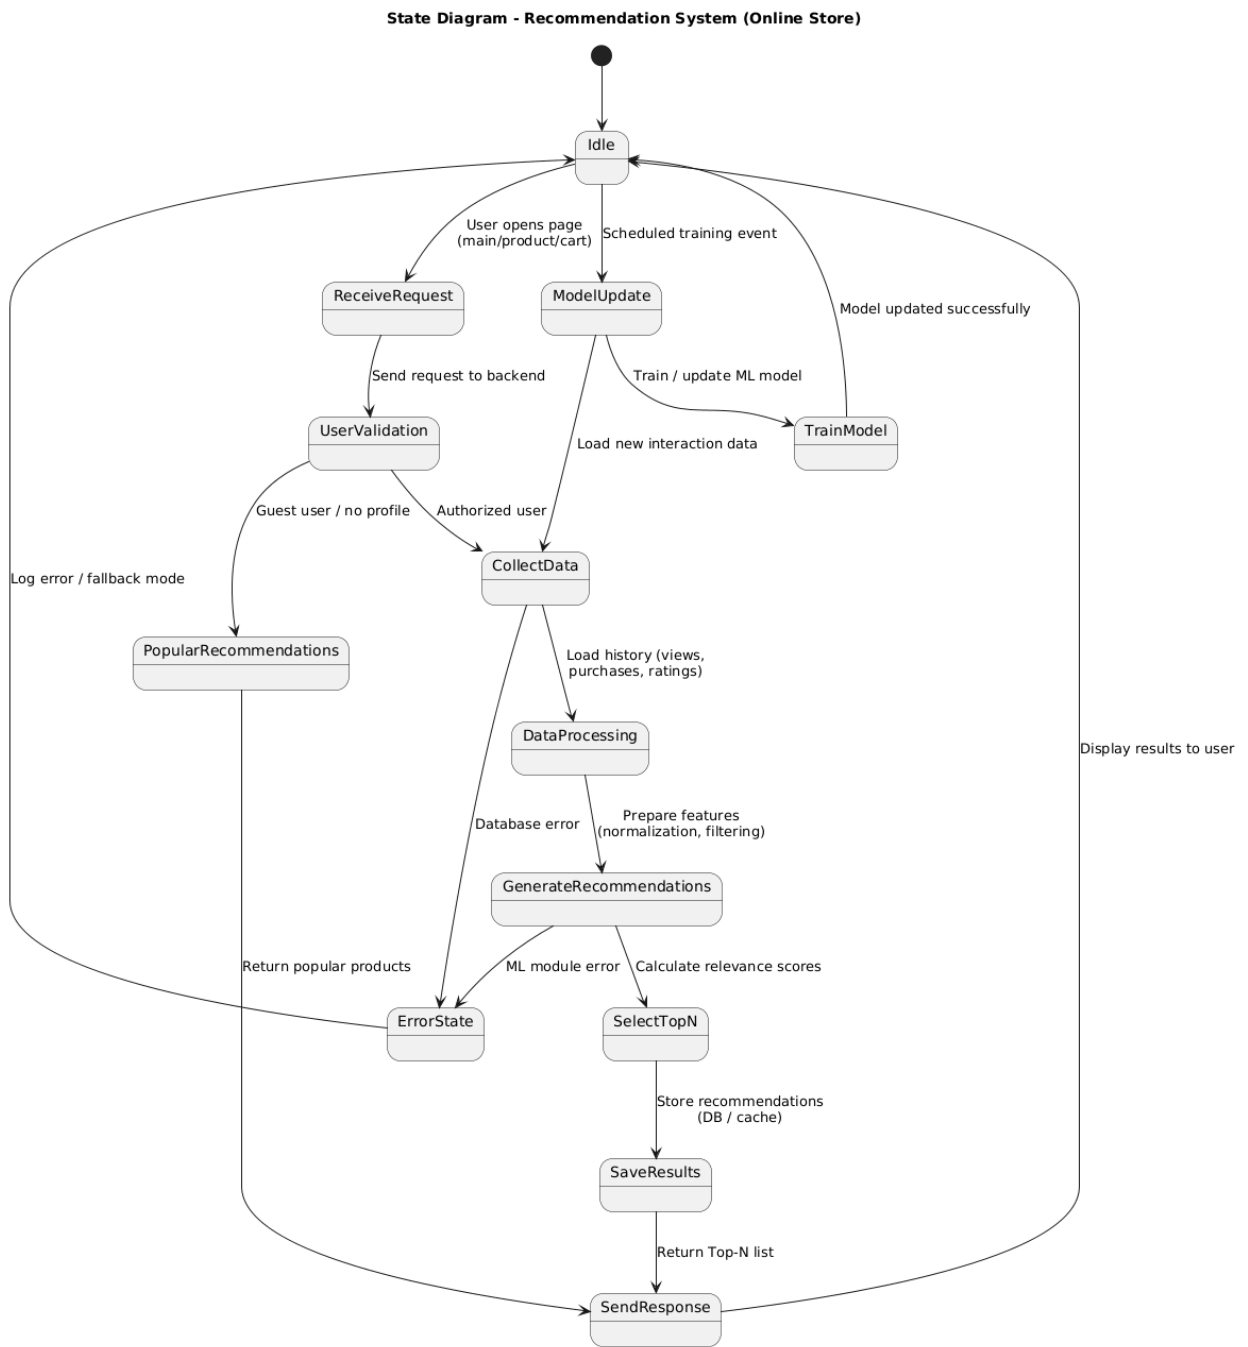 State Diagram - Recommendation System (Online Store)
Idle
User opens page
(main/product/cart)
Scheduled training event
ReceiveRequest
ModelUpdate
Model updated successfully
Send request to backend
Train / update ML model
UserValidation
TrainModel
Load new interaction data
Guest user / no profile
Authorized user
CollectData
Log error / fallback mode
PopularRecommendations
Load history (views,
purchases, ratings)
DataProcessing
Display results to user
Database error
Prepare features
(normalization, filtering)
GenerateRecommendations
Return popular products
ML module error
Calculate relevance scores
ErrorState
SelectTopN
Store recommendations
(DB / cache)
SaveResults
Return Top-N list
SendResponse